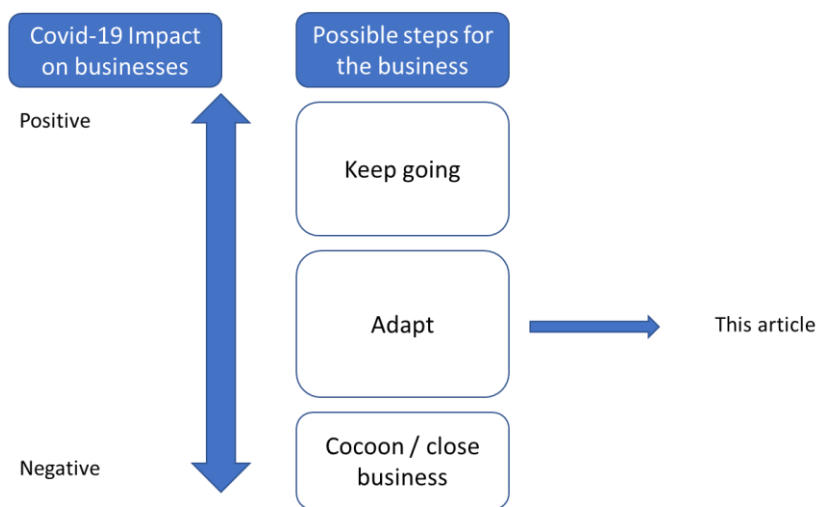 Covid-19 Impact
on businesses
Possible steps for
the business
Positive
Keep going
Adapt
This article
Negative
Cocoon / close
business